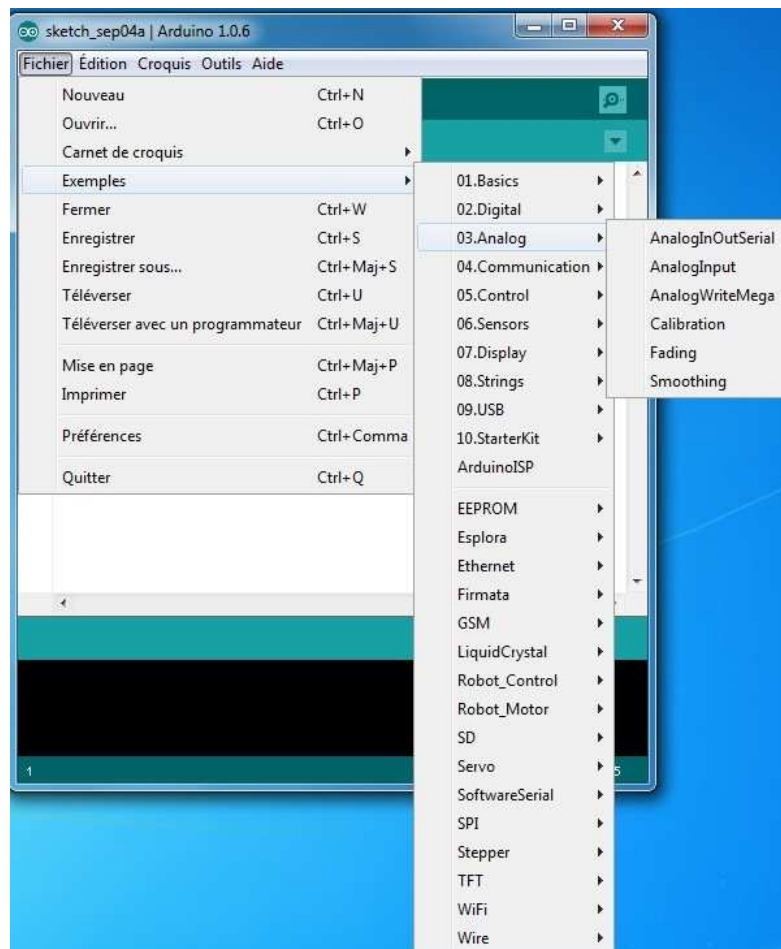 sketch_sep04a | Arduino 1.0.6
Fichier Édition Croquis Outils Aide
Nouveau Ctrl+N
Ouvrir... Ctrl+O
Carnet de croquis
Exemples
Fermer Ctrl+W
Enregistrer Ctrl+S
Enregistrer sous... Ctrl+Maj+S
Téléverser Ctrl+U
Téléverser avec un programmateur Ctrl+Maj+U
Mise en page Ctrl+Maj+P
Imprimer Ctrl+P
Préférences Ctrl+Comma
Quitter Ctrl+Q
01.Basics
02.Digital
03.Analog
04.Communication
05.Control
06.Sensors
07.Display
08.Strings
09.USB
10.StarterKit
ArduinoISP
EEPROM
Esplora
Ethernet
Firmata
GSM
LiquidCrystal
Robot_Control
Robot_Motor
SD
Servo
SoftwareSerial
SPI
Stepper
TFT
WiFi
Wire
AnalogInOutSerial
AnalogInput
AnalogWriteMega
Calibration
Fading
Smoothing
1
5